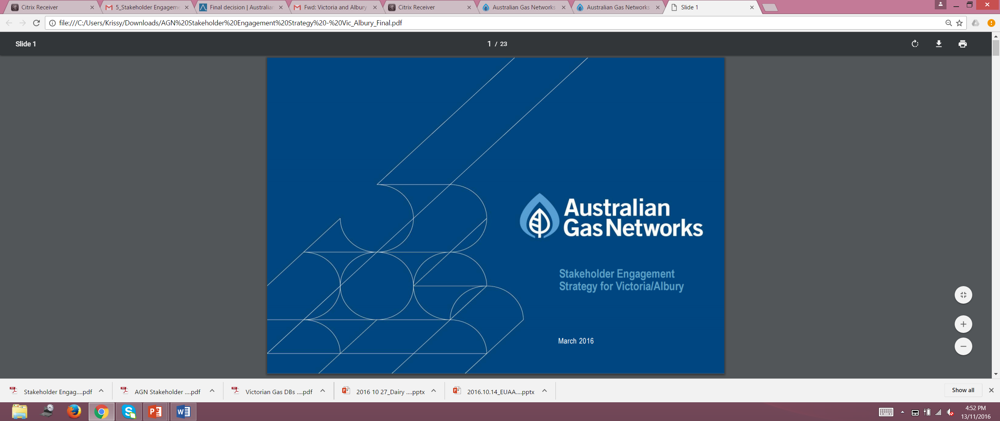 Citrix Receiver
5_Stakeholder Engageme
Final decision | Australian
Fwd: Victoria and Albury
Citrix Receiver
Australian Gas Networks
Australian Gas Networks
Slide 1
file:///C:/Users/Krissy/Downloads/AGN%20Stakeholder%20Engagement%20Strategy%20-%20Vic_Albury_Final.pdf
Slide 1
1 / 23
Australian
Gas Networks
Stakeholder Engagement
Strategy for Victoria/Albury
March 2016
Stakeholder Engag....pdf
AGN Stakeholder ....pdf
Victorian Gas DBs ....pdf
2016 10 27_Dairy ....pptx
2016.10.14_EUAA....pptx
Show all
4:52 PM
13/11/2016